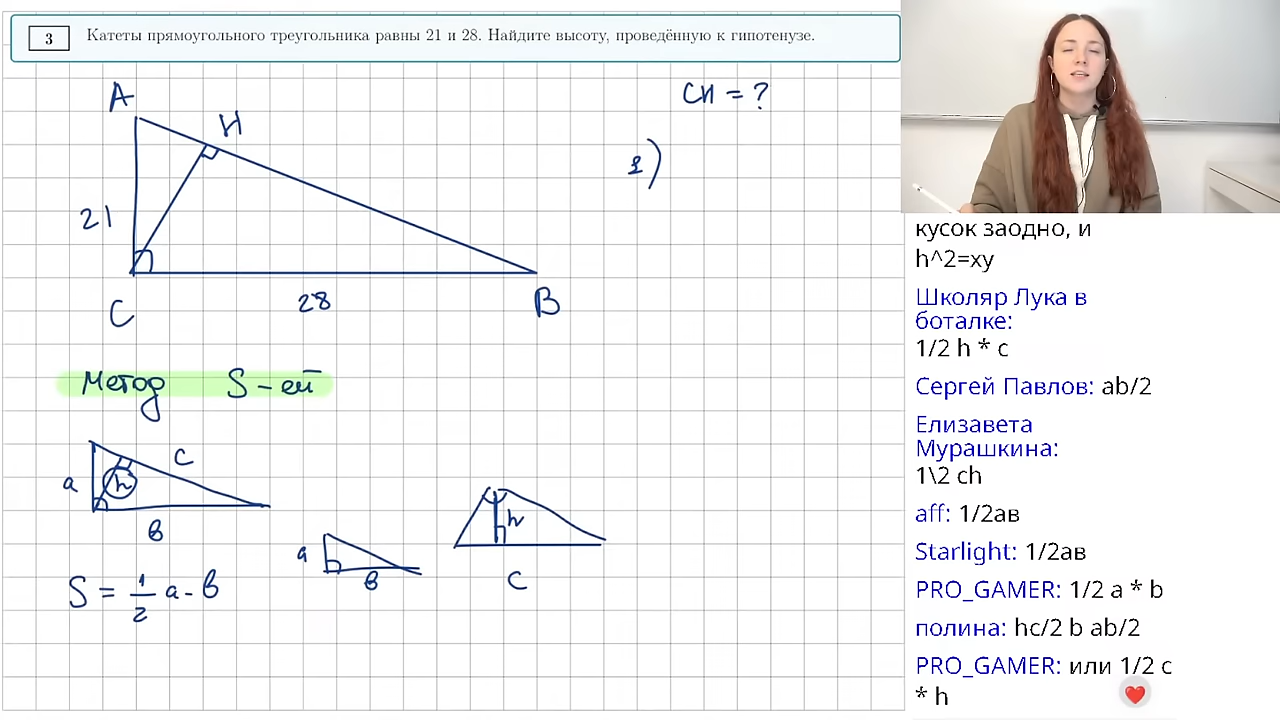 3 Катеты прямоугольного треугольника равны 21 и 28. Найдите высоту, проведённую к гипотенузе.
A
H
CH = ?
1)
21
C
28
B
Метод S-ей
a
h
c
в
S = 1/2 a · в
a
в
h
c
кусок заодно, и
h^2=xy
Школяр Лука в
боталке:
1/2 h * c
Сергей Павлов: ab/2
Елизавета
Мурашкина:
1\2 ch
aff: 1/2ав
Starlight: 1/2ав
PRO_GAMER: 1/2 a * b
полина: hc/2 b ab/2
PRO_GAMER: или 1/2 c
* h